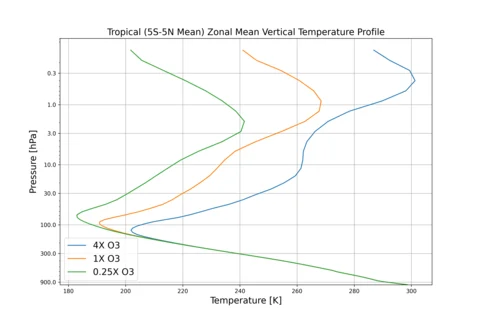 Tropical (5S-5N Mean) Zonal Mean Vertical Temperature Profile
Pressure [hPa]
0.3
1.0
3.0
10.0
30.0
100.0
300.0
900.0
4X O3
1X O3
0.25X O3
180
200
220
240
260
280
300
Temperature [K]